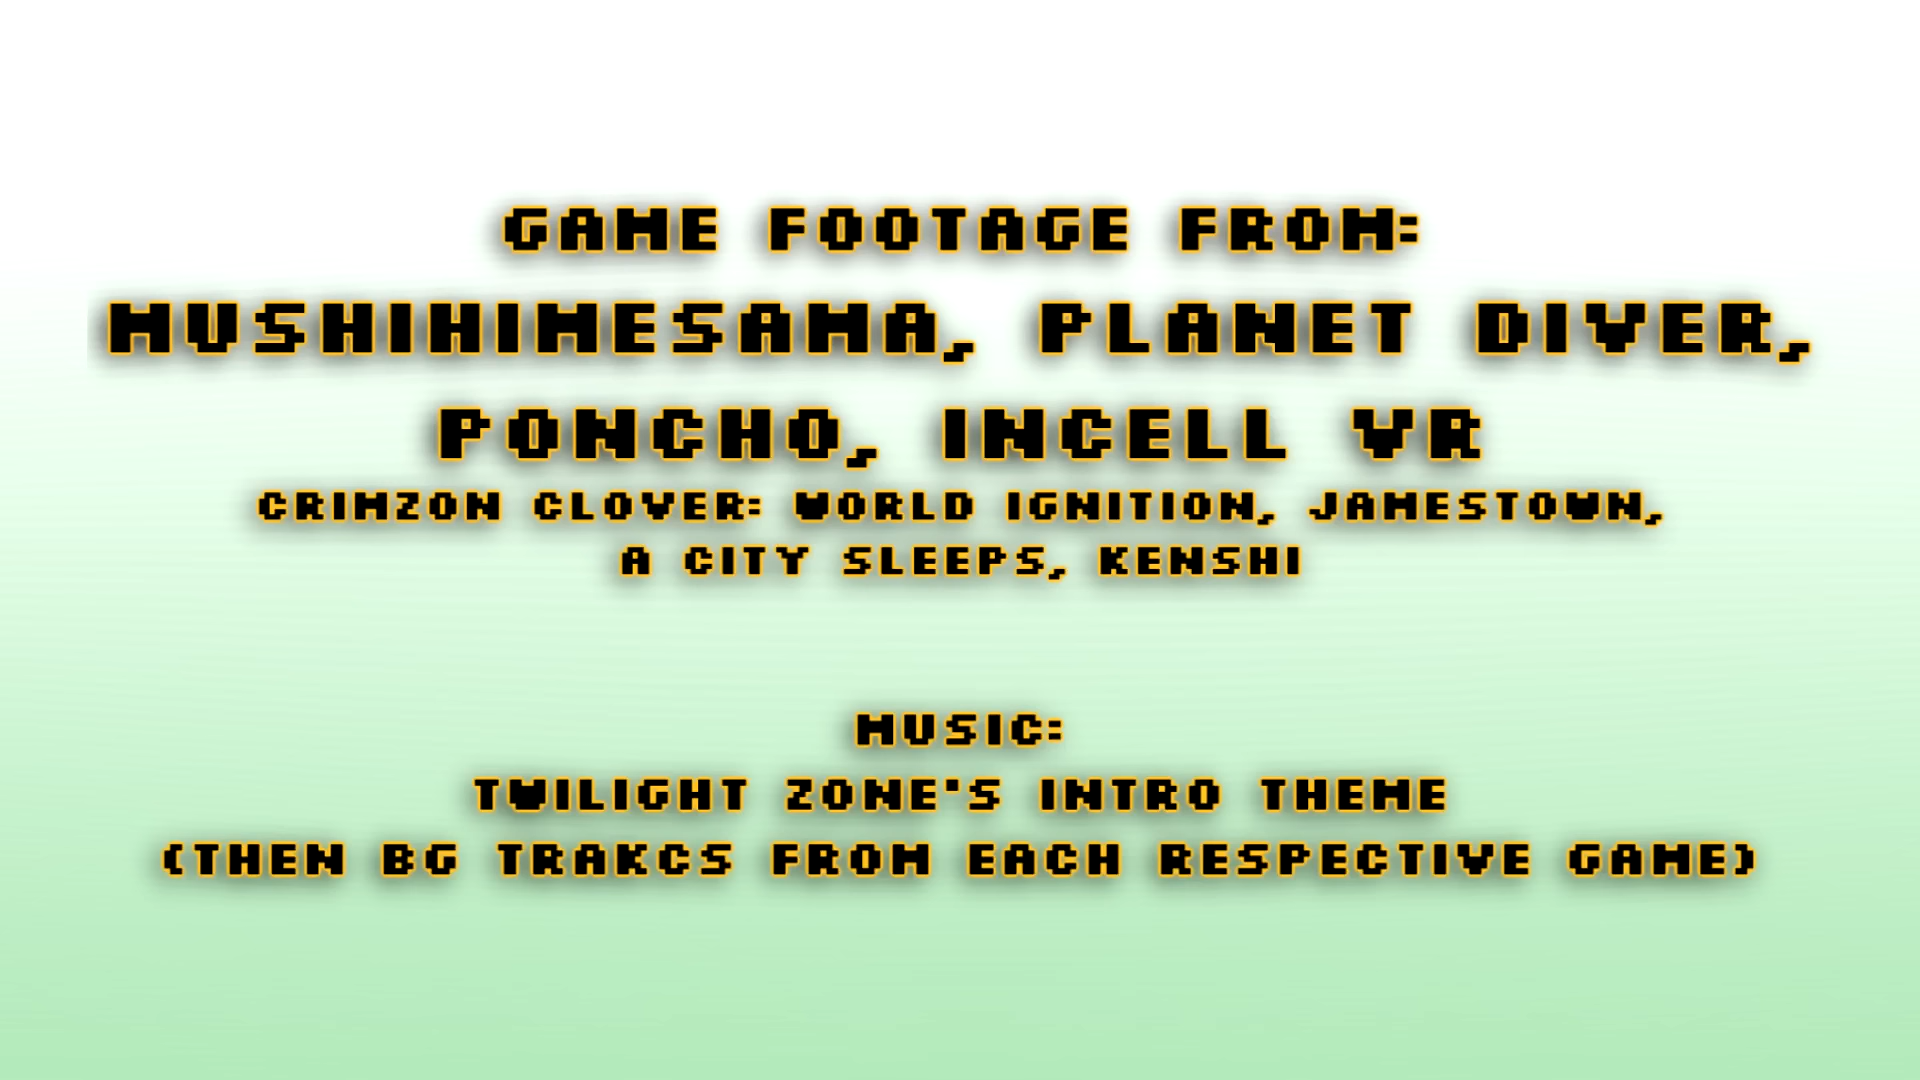 GAME FOOTAGE FROM:
MUSHIHIMESAMA, PLANET DIVER,
PONCHO, INCELL VR
CRIMZON CLOVER: WORLD IGNITION, JAMESTOWN,
A CITY SLEEPS, KENSHI
MUSIC:
TWILIGHT ZONE'S INTRO THEME
(THEN BG TRAKCS FROM EACH RESPECTIVE GAME)